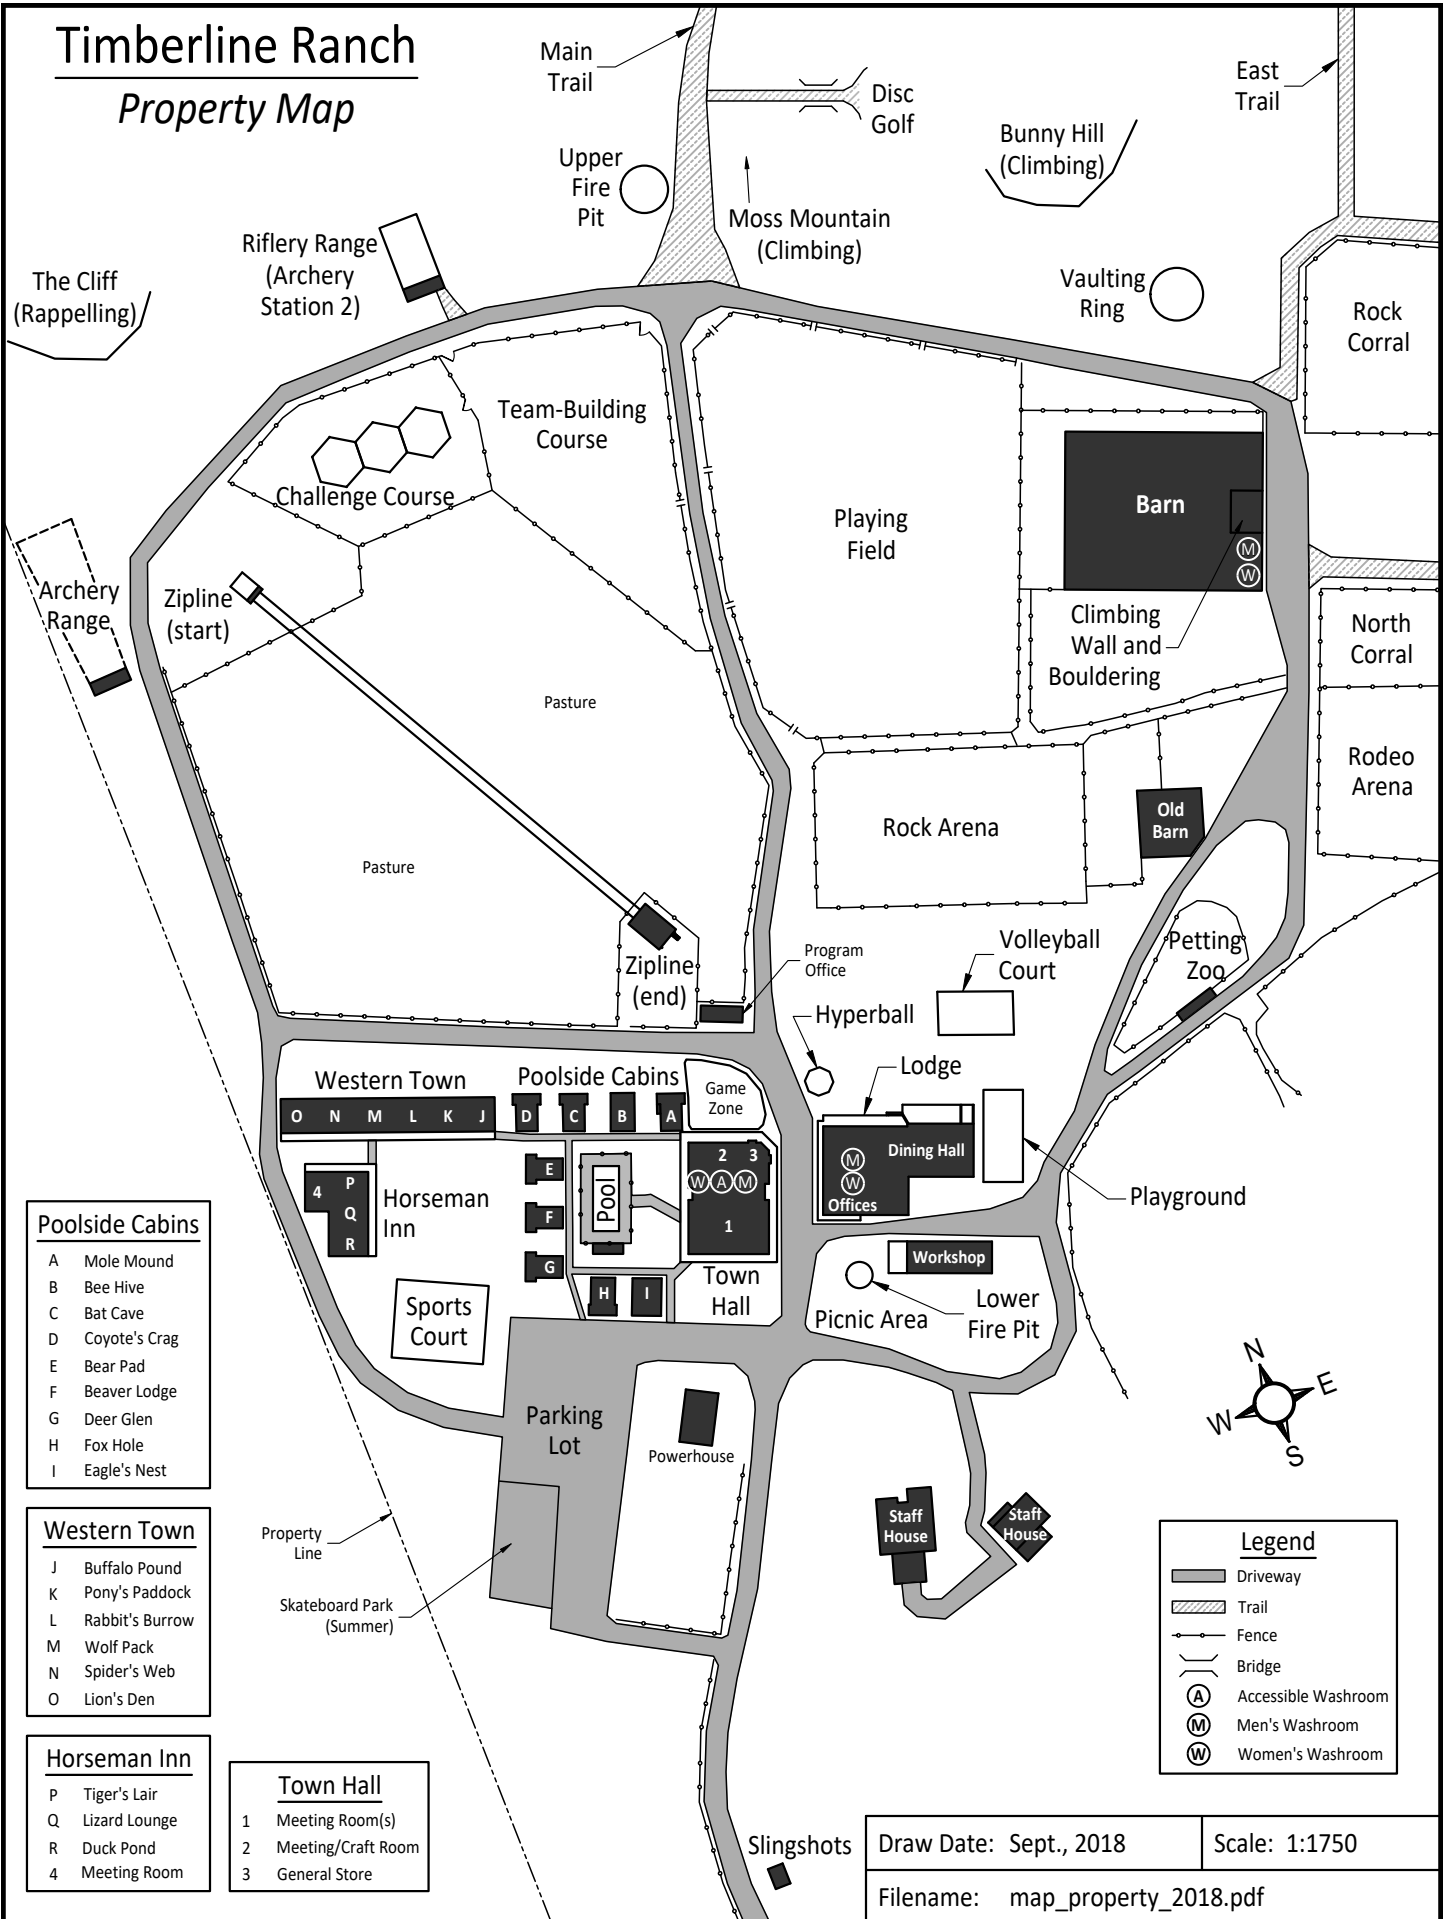 Timberline Ranch
Property Map
Main
Trail
Disc
Golf
East
Trail
Bunny Hill
(Climbing)
Upper
Fire
Pit
Moss Mountain
(Climbing)
Riflery Range
(Archery
Station 2)
The Cliff
(Rappelling)
Vaulting
Ring
Rock
Corral
Team-Building
Course
Challenge Course
Playing
Field
Barn
M
W
Archery
Range
Zipline
(start)
Climbing
Wall and
Bouldering
North
Corral
Pasture
Rodeo
Arena
Rock Arena
Old
Barn
Pasture
Zipline
(end)
Program
Office
Volleyball
Court
Petting
Zoo
Hyperball
Lodge
Western Town
Poolside Cabins
Game
Zone
O N M L K J
D C B A
Dining Hall
M
W
Offices
2 3
W A M
1
E
F
G
Pool
4
P
Q
R
Horseman
Inn
Playground
Workshop
H I
Town
Hall
Sports
Court
Picnic Area
Lower
Fire Pit
N
E
W
S
Parking
Lot
Powerhouse
Staff
House
Staff
House
Property
Line
Skateboard Park
(Summer)
Slingshots
Poolside Cabins
A Mole Mound
B Bee Hive
C Bat Cave
D Coyote's Crag
E Bear Pad
F Beaver Lodge
G Deer Glen
H Fox Hole
I Eagle's Nest
Western Town
J Buffalo Pound
K Pony's Paddock
L Rabbit's Burrow
M Wolf Pack
N Spider's Web
O Lion's Den
Horseman Inn
P Tiger's Lair
Q Lizard Lounge
R Duck Pond
4 Meeting Room
Town Hall
1 Meeting Room(s)
2 Meeting/Craft Room
3 General Store
Legend
Driveway
Trail
Fence
Bridge
A Accessible Washroom
M Men's Washroom
W Women's Washroom
Draw Date: Sept., 2018
Scale: 1:1750
Filename: map_property_2018.pdf